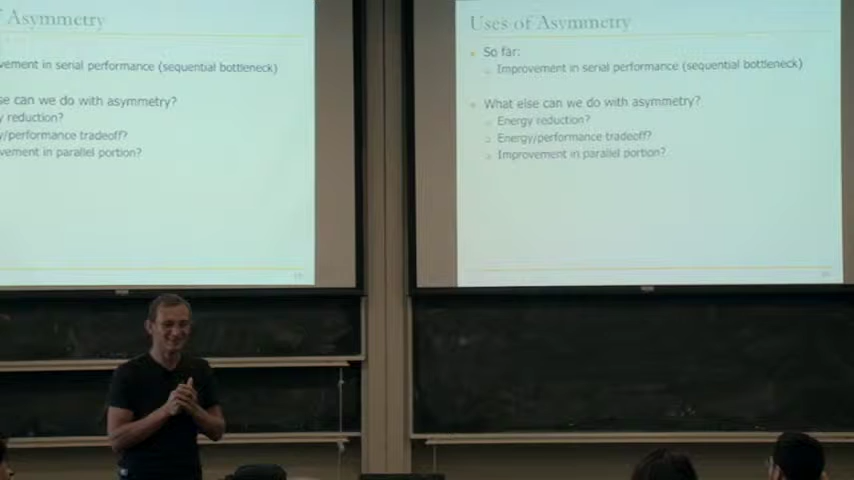 f Asymmetry
vement in serial performance (sequential bottleneck)
se can we do with asymmetry?
y reduction?
y/performance tradeoff?
vement in parallel portion?
Uses of Asymmetry
So far:
Improvement in serial performance (sequential bottleneck)
What else can we do with asymmetry?
Energy reduction?
Energy/performance tradeoff?
Improvement in parallel portion?